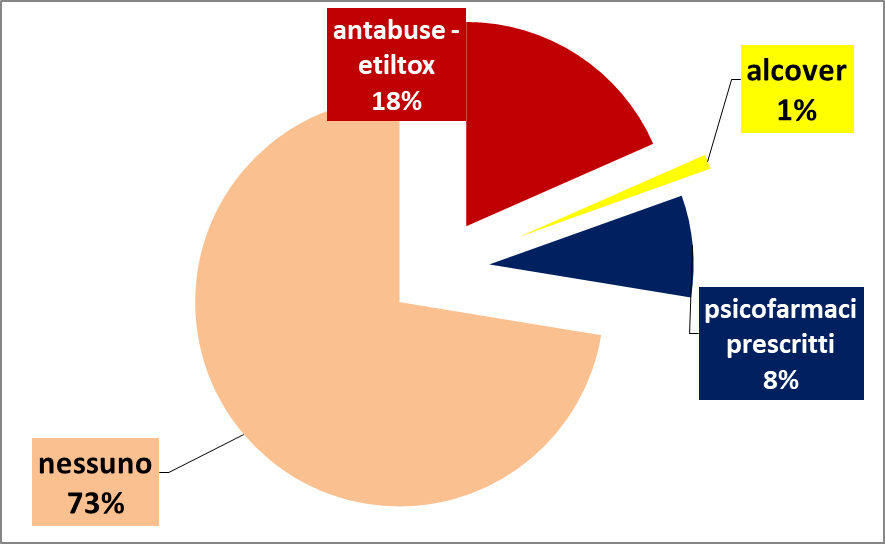 antabuse -
etiltox
18%
alcover
1%
psicofarmaci
prescritti
8%
nessuno
73%